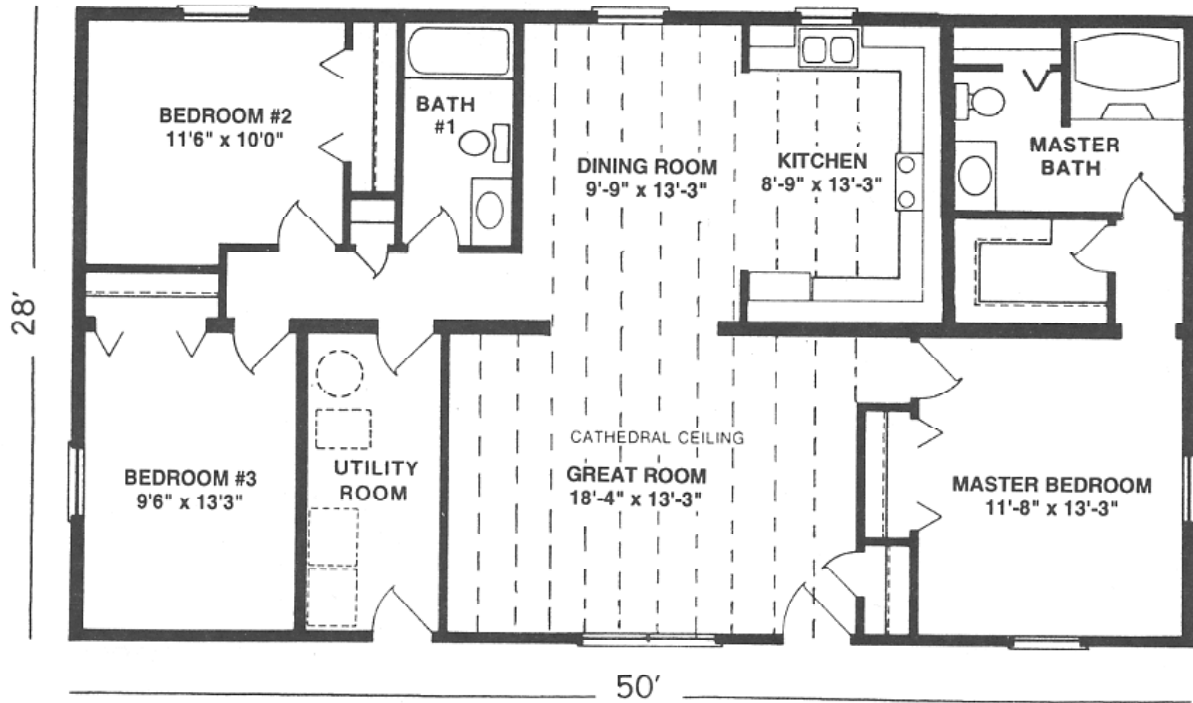 BEDROOM #2
11'6" x 10'0"
BATH
#1
DINING ROOM
9'-9" x 13'-3"
KITCHEN
8'-9" x 13'-3"
MASTER
BATH
28'
BEDROOM #3
9'6" x 13'3"
UTILITY
ROOM
CATHEDRAL CEILING
GREAT ROOM
18'-4" x 13'-3"
MASTER BEDROOM
11'-8" x 13'-3"
50'